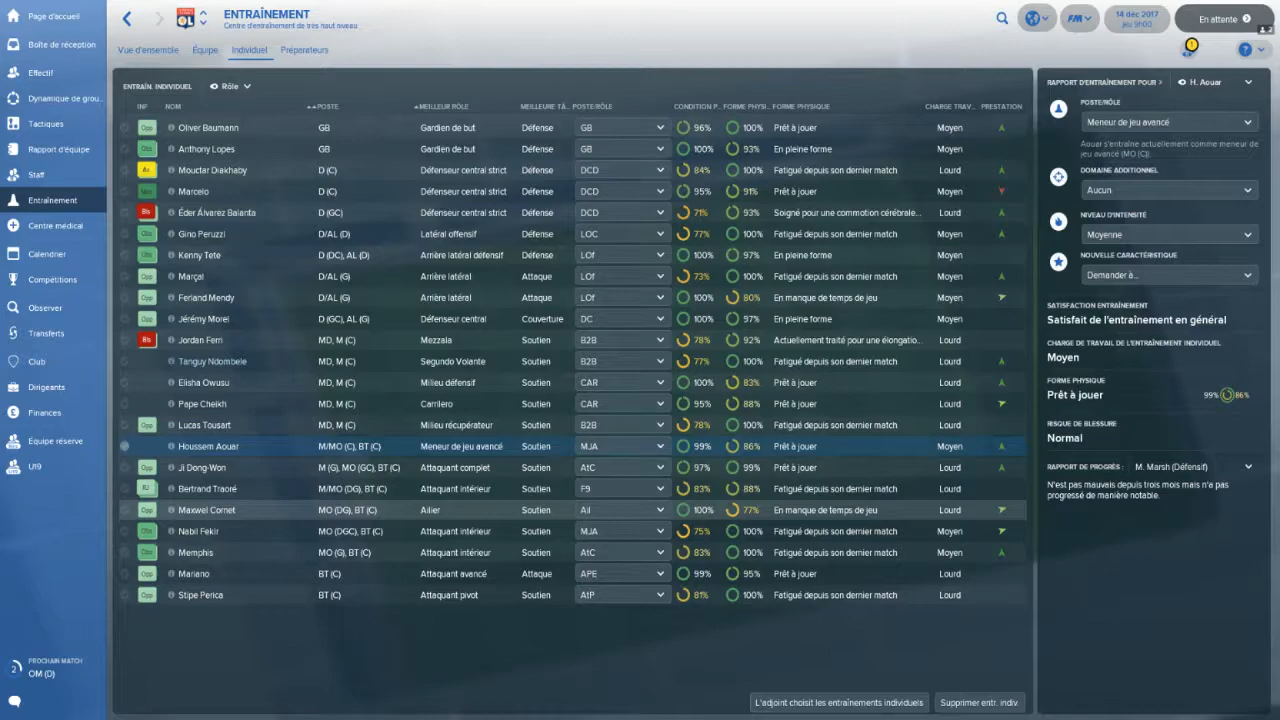 Page d'accueil
Boîte de réception
Effectif
Dynamique de grou...
Tactiques
Rapport d'équipe
Staff
Entraînement
Centre médical
Calendrier
Compétitions
Observer
Transferts
Club
Dirigeants
Finances
Équipe réserve
U19
PROCHAIN MATCH
2 OM (D)
OL
ENTRAÎNEMENT
Centre d'entraînement de très haut niveau
FM
14 déc 2017
jeu 9h00
En attente
2
Vue d'ensemble Équipe Individuel Préparateurs
ENTRAÎN. INDIVIDUEL Rôle
INF NOM POSTE MEILLEUR RÔLE MEILLEURE TÂ... POSTE/RÔLE CONDITION P... FORME PHYSI... FORME PHYSIQUE CHARGE TRAV... PRESTATION
Opp Oliver Baumann GB Gardien de but Défense GB 96% 100% Prêt à jouer Moyen
Obs Anthony Lopes GB Gardien de but Défense GB 100% 93% En pleine forme Moyen
Mouctar Diakhaby D (C) Défenseur central strict Défense DCD 84% 100% Fatigué depuis son dernier match Lourd
Marcelo D (C) Défenseur central strict Défense DCD 95% 91% Prêt à jouer Moyen
Bls Éder Álvarez Balanta D (GC) Défenseur central strict Défense DCD 71% 93% Soigné pour une commotion cérébrale... Lourd
Obs Gino Peruzzi D/AL (D) Latéral offensif Défense LOC 77% 100% Fatigué depuis son dernier match Moyen
Obs Kenny Tete D (DC), AL (D) Arrière latéral défensif Défense LOf 100% 97% En pleine forme Moyen
Opp Marçal D/AL (G) Arrière latéral Attaque LOf 73% 100% Fatigué depuis son dernier match Moyen
Opp Ferland Mendy D/AL (G) Arrière latéral Attaque LOf 100% 80% En manque de temps de jeu Moyen
Opp Jérémy Morel D (GC), AL (G) Défenseur central Couverture DC 100% 97% En pleine forme Moyen
Bls Jordan Ferri MD, M (C) Mezzala Soutien B2B 78% 92% Actuellement traité pour une élongatio... Lourd
Tanguy Ndombele MD, M (C) Segundo Volante Soutien B2B 77% 100% Fatigué depuis son dernier match Lourd
Elisha Owusu MD, M (C) Milieu défensif Soutien CAR 100% 83% Prêt à jouer Lourd
Pape Cheikh MD, M (C) Carrilero Soutien CAR 95% 88% Prêt à jouer Lourd
Opp Lucas Tousart MD, M (C) Milieu récupérateur Soutien B2B 78% 100% Fatigué depuis son dernier match Lourd
Houssem Aouar M/MO (C), BT (C) Meneur de jeu avancé Soutien MJA 99% 86% Prêt à jouer Moyen
Opp Ji Dong-Won M (G), MO (GC), BT (C) Attaquant complet Soutien AtC 97% 99% Prêt à jouer Lourd
Bertrand Traoré M/MO (DG), BT (C) Attaquant intérieur Soutien F9 83% 88% Fatigué depuis son dernier match Lourd
Opp Maxwel Cornet MO (DG), BT (C) Ailier Soutien Ail 100% 77% En manque de temps de jeu Lourd
Obs Nabil Fekir MO (DGC), BT (C) Attaquant intérieur Soutien MJA 75% 100% Fatigué depuis son dernier match Moyen
Obs Memphis MO (G), BT (C) Attaquant intérieur Soutien AtC 83% 100% Fatigué depuis son dernier match Moyen
Opp Mariano BT (C) Attaquant avancé Attaque APE 99% 95% Prêt à jouer Lourd
Opp Stipe Perica BT (C) Attaquant pivot Soutien AtP 81% 100% Fatigué depuis son dernier match Lourd
L'adjoint choisit les entraînements individuels Supprimer entr. indiv.
RAPPORT D'ENTRAÎNEMENT POUR > H. Aouar
POSTE/RÔLE
Meneur de jeu avancé
Aouar s'entraîne actuellement comme meneur
de jeu avancé (MO (C)).
DOMAINE ADDITIONNEL
Aucun
NIVEAU D'INTENSITÉ
Moyenne
NOUVELLE CARACTÉRISTIQUE
Demander à...
SATISFACTION ENTRAÎNEMENT
Satisfait de l'entraînement en général
CHARGE DE TRAVAIL DE L'ENTRAÎNEMENT INDIVIDUEL
Moyen
FORME PHYSIQUE
Prêt à jouer 99% 86%
RISQUE DE BLESSURE
Normal
RAPPORT DE PROGRÈS : M. Marsh (Défensif)
N'est pas mauvais depuis trois mois mais n'a pas
progressé de manière notable.